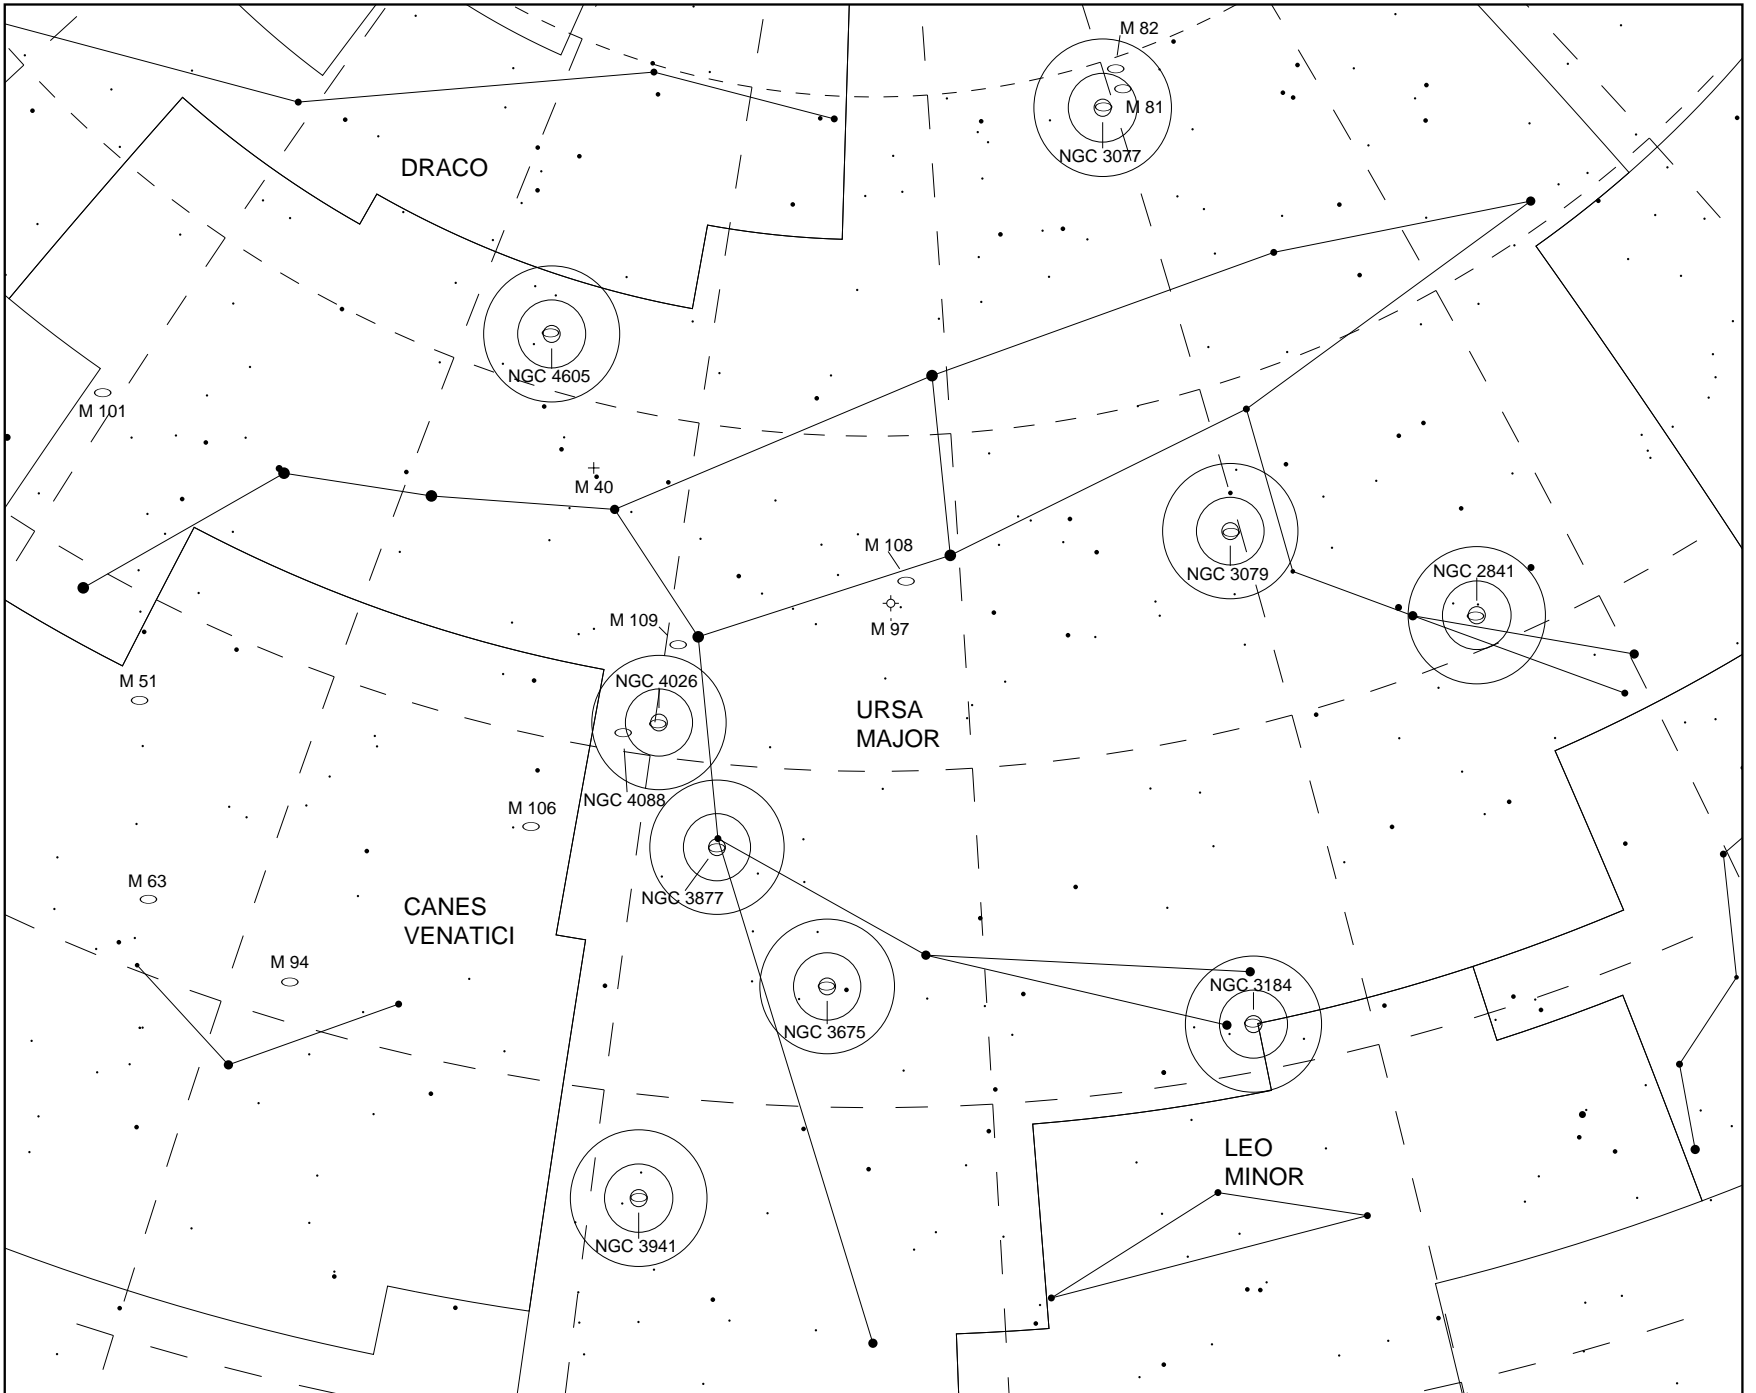 M 82
M 81
NGC 3077
DRACO
NGC 4605
M 101
M 40
M 108
NGC 3079
NGC 2841
M 109
M 97
M 51
NGC 4026
URSA
MAJOR
NGC 4088
M 106
M 63
NGC 3877
CANES
VENATICI
M 94
NGC 3184
NGC 3675
LEO
MINOR
NGC 3941